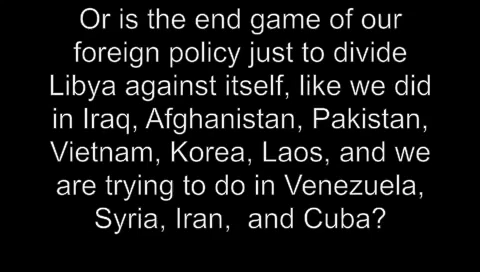 Or is the end game of our
foreign policy just to divide
Libya against itself, like we did
in Iraq, Afghanistan, Pakistan,
Vietnam, Korea, Laos, and we
are trying to do in Venezuela,
Syria, Iran,  and Cuba?